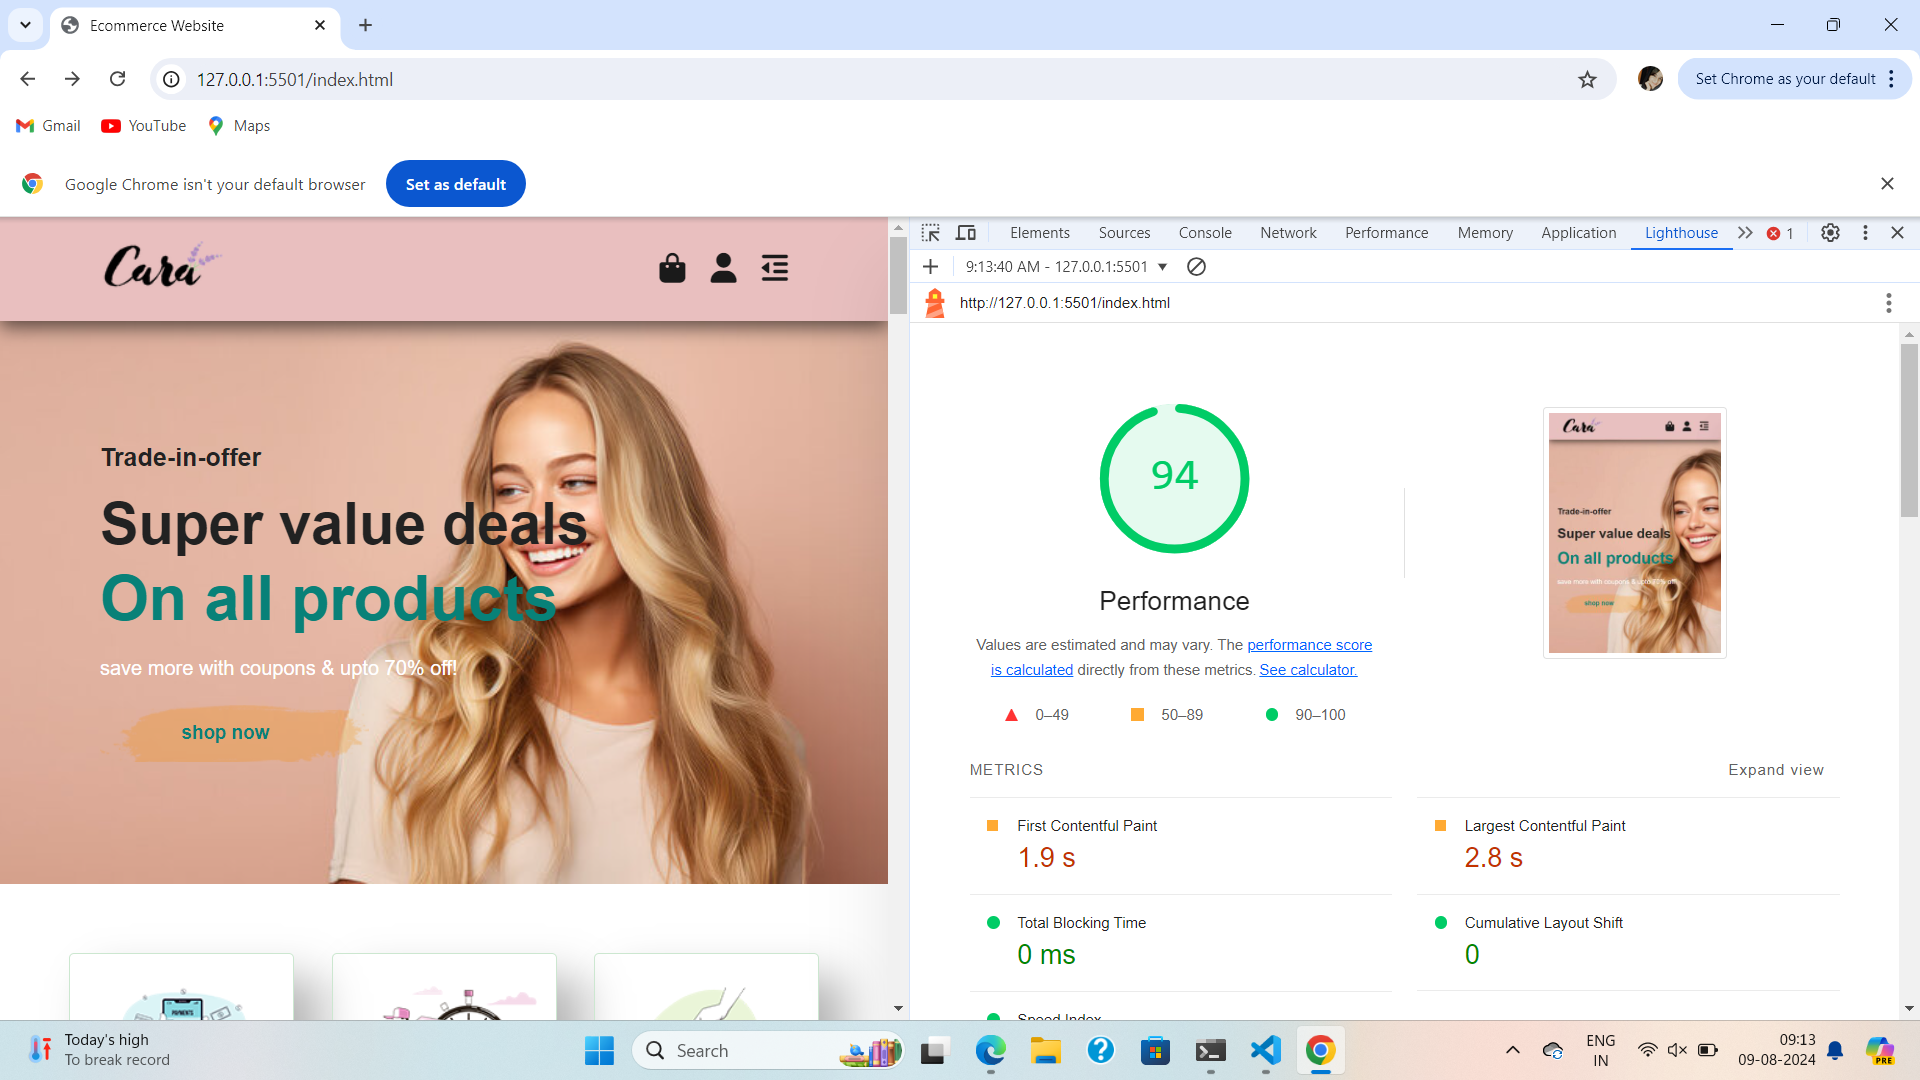 Ecommerce Website
127.0.0.1:5501/index.html
Set Chrome as your default
Gmail
YouTube
Maps
Google Chrome isn't your default browser
Set as default
Cara
Trade-in-offer
Super value deals
On all products
save more with coupons & upto 70% off!
shop now
PAYMENTS
Elements
Sources
Console
Network
Performance
Memory
Application
Lighthouse
1
9:13:40 AM - 127.0.0.1:5501
http://127.0.0.1:5501/index.html
94
Performance
Values are estimated and may vary. The performance score
is calculated directly from these metrics. See calculator.
0–49
50–89
90–100
Cara
Trade-in-offer
Super value deals
On all products
save more with coupons & upto 70% off!
shop now
METRICS
Expand view
First Contentful Paint
1.9 s
Largest Contentful Paint
2.8 s
Total Blocking Time
0 ms
Cumulative Layout Shift
0
Speed Index
Today's high
To break record
Search
ENG
IN
09:13
09-08-2024
PRE